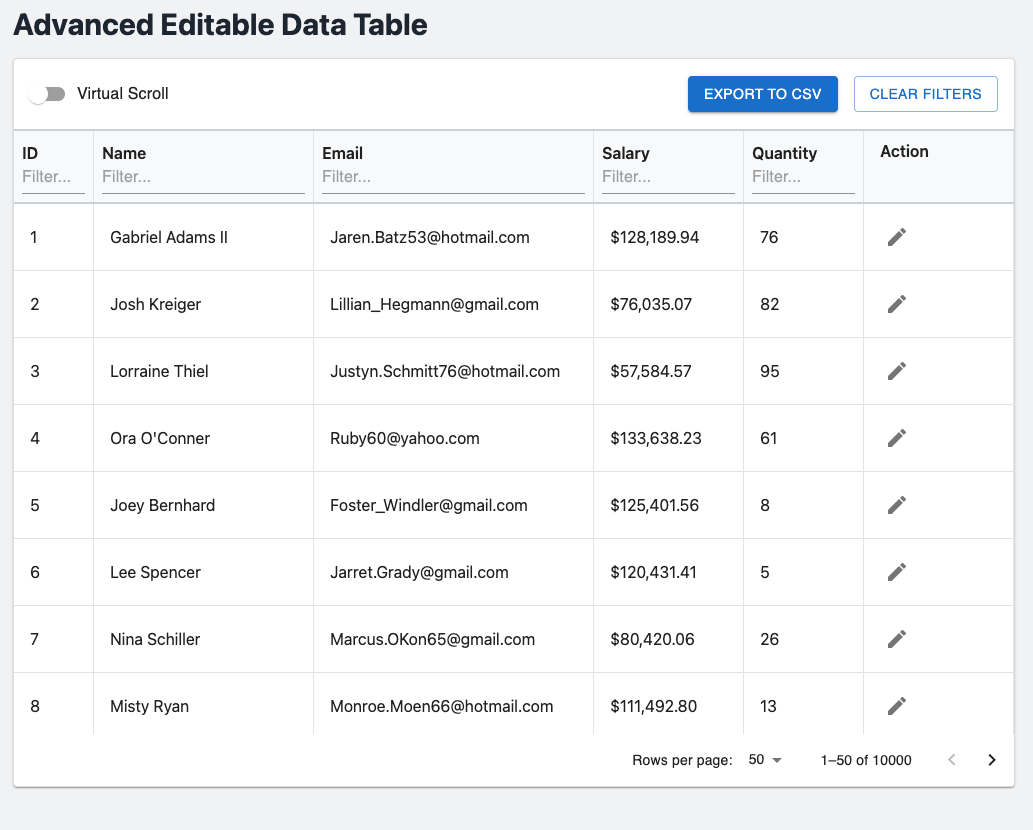 Advanced Editable Data Table
Virtual Scroll EXPORT TO CSV CLEAR FILTERS
ID Name Email Salary Quantity Action
Filter... Filter... Filter... Filter... Filter...
1 Gabriel Adams II Jaren.Batz53@hotmail.com $128,189.94 76
2 Josh Kreiger Lillian_Hegmann@gmail.com $76,035.07 82
3 Lorraine Thiel Justyn.Schmitt76@hotmail.com $57,584.57 95
4 Ora O'Conner Ruby60@yahoo.com $133,638.23 61
5 Joey Bernhard Foster_Windler@gmail.com $125,401.56 8
6 Lee Spencer Jarret.Grady@gmail.com $120,431.41 5
7 Nina Schiller Marcus.OKon65@gmail.com $80,420.06 26
8 Misty Ryan Monroe.Moen66@hotmail.com $111,492.80 13
Rows per page: 50 1–50 of 10000